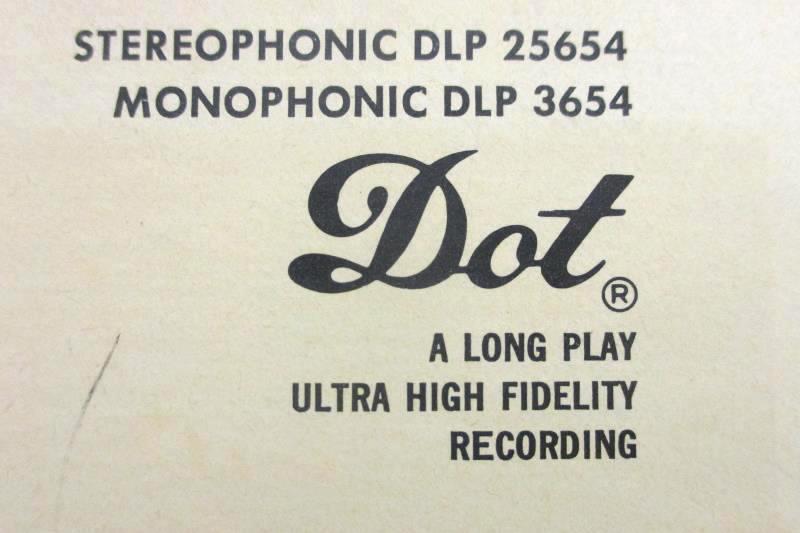 STEREOPHONIC DLP 25654
MONOPHONIC DLP 3654
Dot®
A LONG PLAY
ULTRA HIGH FIDELITY
RECORDING